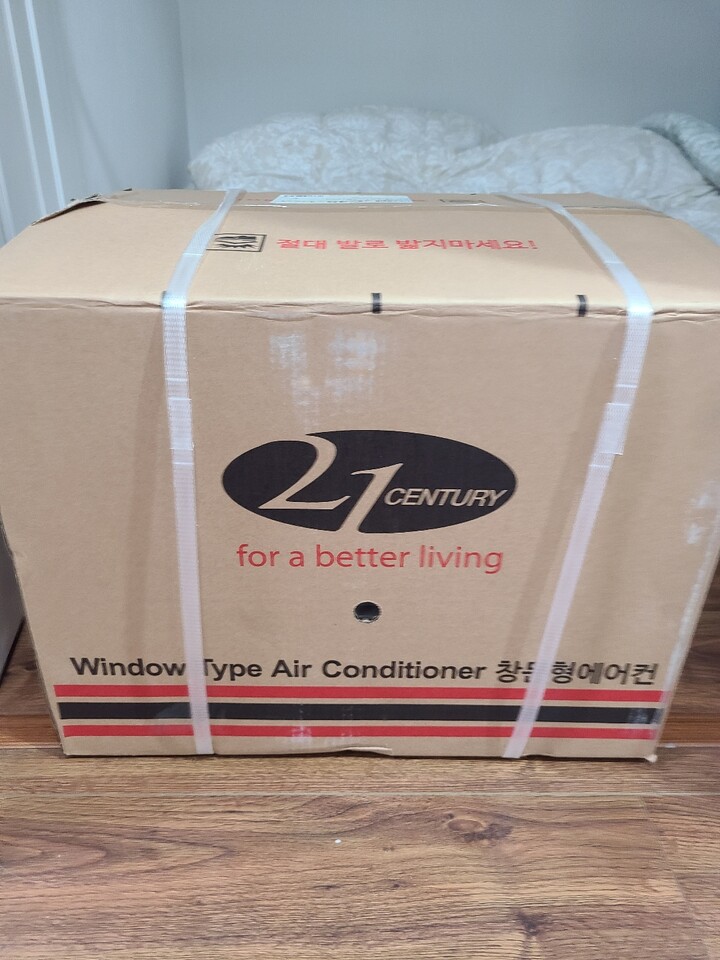 절대 발로 밟지마세요!
21 CENTURY
for a better living
Window Type Air Conditioner 창문형에어컨